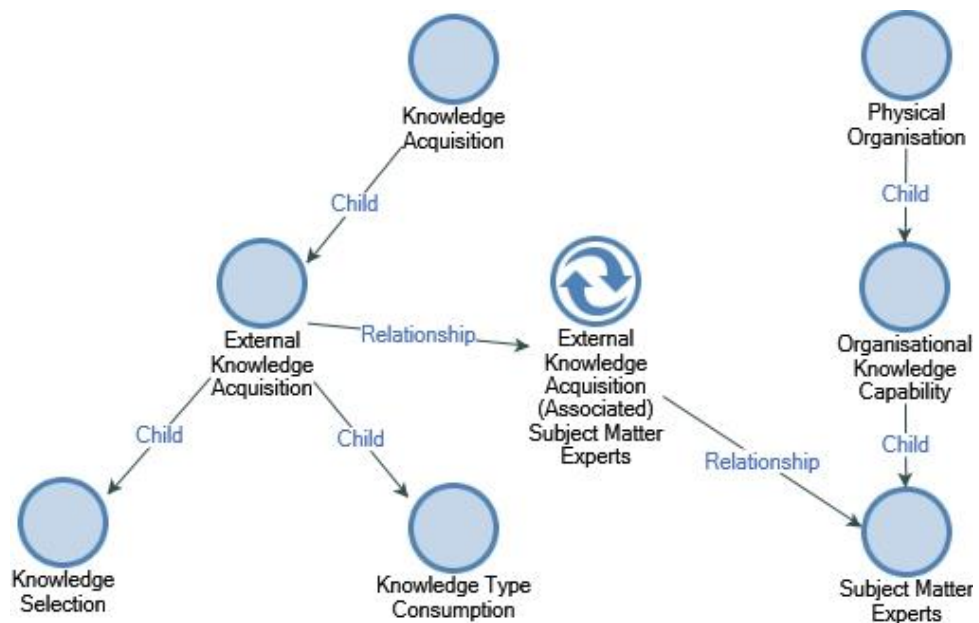 Knowledge
Acquisition
Physical
Organisation
Child
Child
External
Knowledge
Acquisition
Relationship
External
Knowledge
Acquisition
(Associated)
Subject Matter
Experts
Organisational
Knowledge
Capability
Child
Child
Relationship
Child
Knowledge
Selection
Knowledge Type
Consumption
Subject Matter
Experts